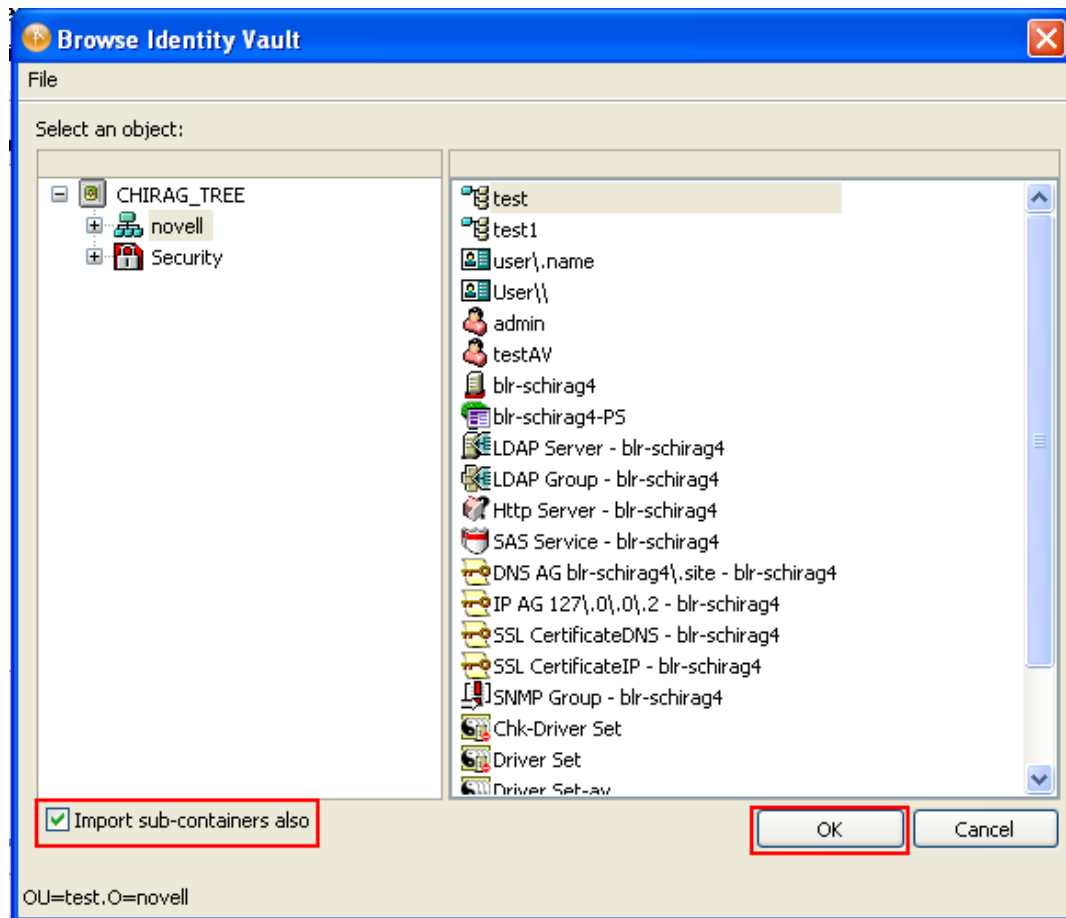 Browse Identity Vault
File
Select an object:
CHIRAG_TREE
novell
Security
test
test1
user\.name
User\\
admin
testAV
blr-schirag4
blr-schirag4-PS
LDAP Server - blr-schirag4
LDAP Group - blr-schirag4
Http Server - blr-schirag4
SAS Service - blr-schirag4
DNS AG blr-schirag4\.site - blr-schirag4
IP AG 127\.0\.0\.2 - blr-schirag4
SSL CertificateDNS - blr-schirag4
SSL CertificateIP - blr-schirag4
SNMP Group - blr-schirag4
Chk-Driver Set
Driver Set
Driver Set-av
Import sub-containers also
OK Cancel
OU=test.O=novell